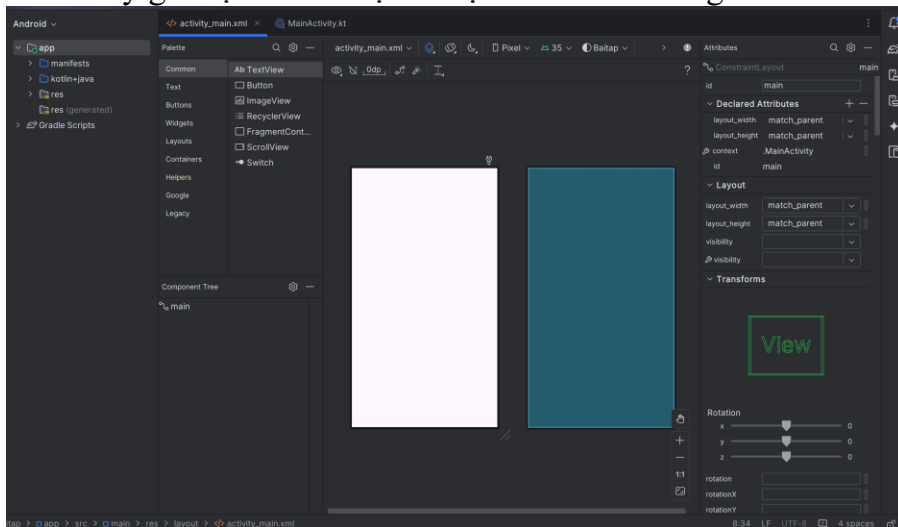 Android
activity_main.xml
MainActivity.kt
app
manifests
kotlin+java
res
res (generated)
Gradle Scripts
Palette
Common
Text
Buttons
Widgets
Layouts
Containers
Helpers
Google
Legacy
Ab TextView
Button
ImageView
RecyclerView
FragmentCont...
ScrollView
Switch
Component Tree
main
activity_main.xml
Pixel
35
Baitap
0dp
?
1:1
Attributes
ConstraintLayout
main
id
main
Declared Attributes
layout_width match_parent
layout_height match_parent
context .MainActivity
id main
Layout
layout_width match_parent
layout_height match_parent
visibility
visibility
Transforms
View
Rotation
x 0
y 0
z 0
rotation
rotationX
rotationY
itap > app > src > main > res > layout > activity_main.xml
8:34 LF UTF-8 4 spaces